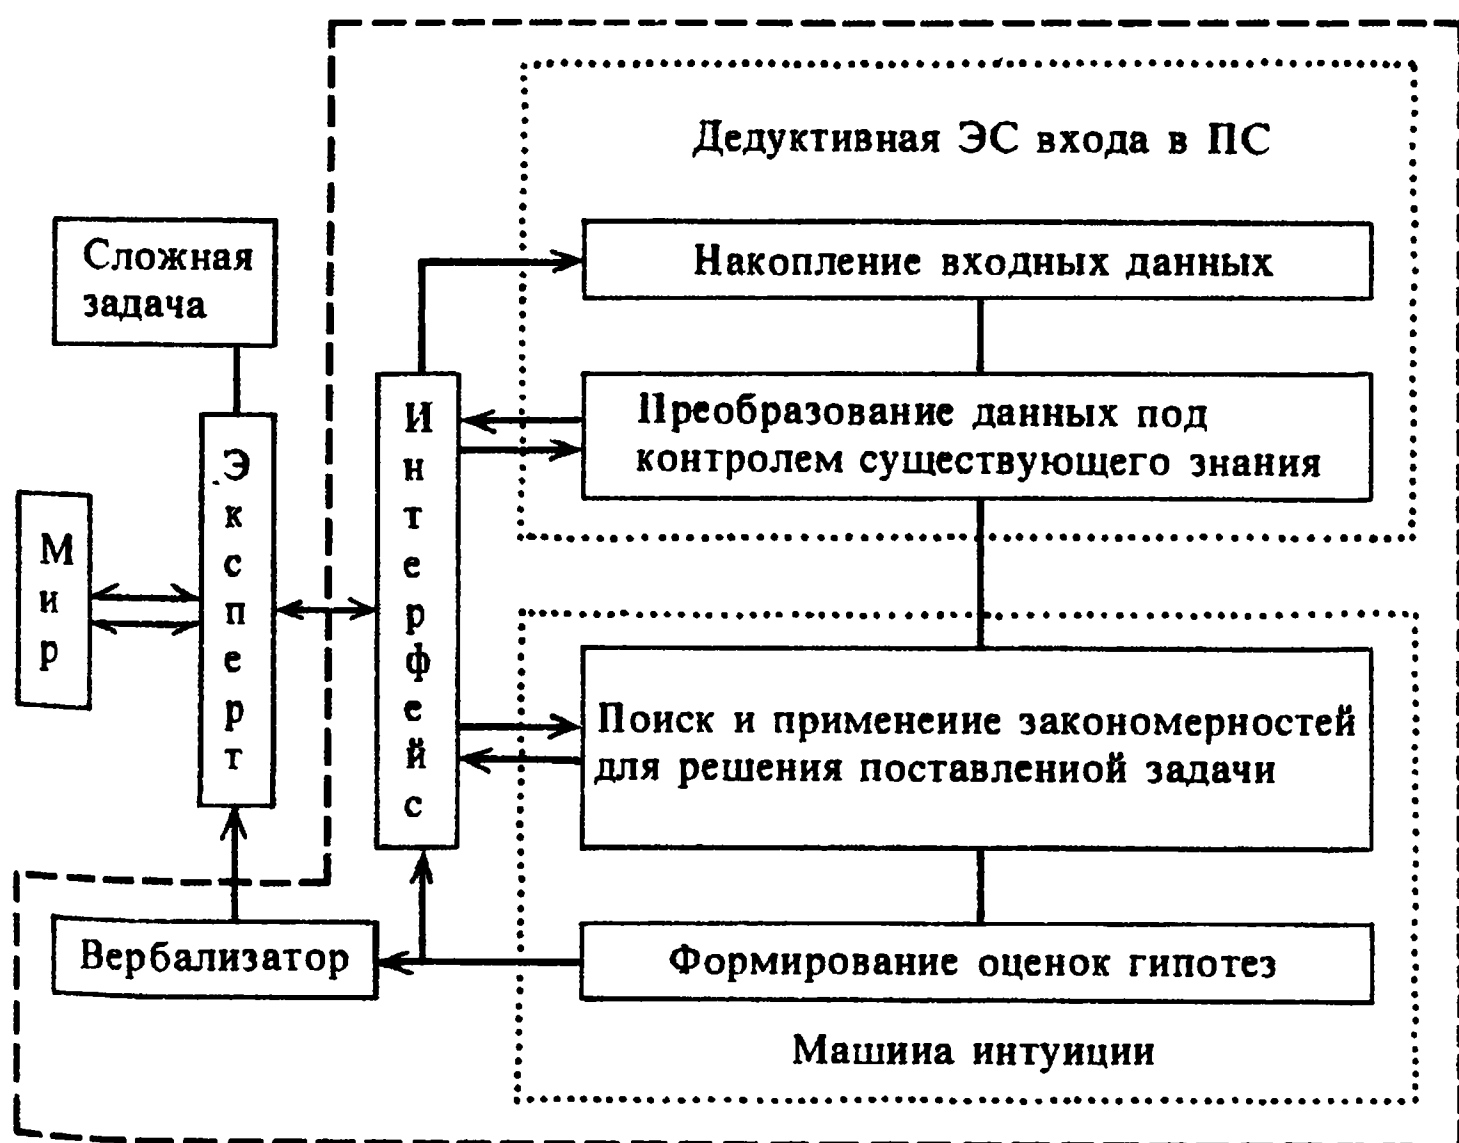 Дедуктивная ЭС входа в ПС
Сложная
задача
Накопление входных данных
Преобразование данных под
контролем существующего знания
Интерфейс
Эксперт
Мир
Поиск и применение закономерностей
для решения поставленной задачи
Вербализатор
Формирование оценок гипотез
Машина интуиции